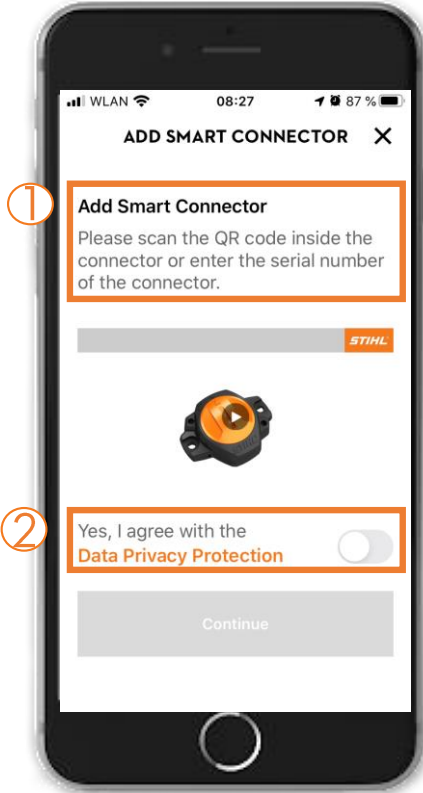 WLAN 08:27 87 %
ADD SMART CONNECTOR
1
Add Smart Connector
Please scan the QR code inside the
connector or enter the serial number
of the connector.
STIHL
2
Yes, I agree with the
Data Privacy Protection
Continue